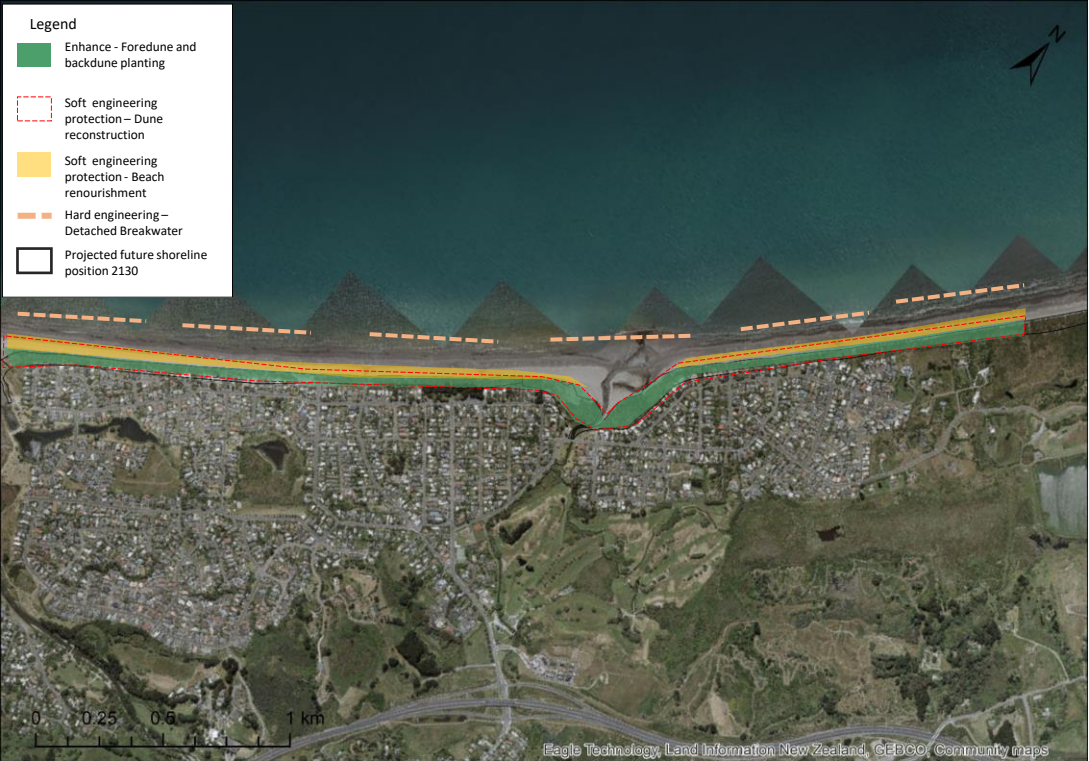 Legend
Enhance - Foredune and
backdune planting
Soft engineering
protection – Dune
reconstruction
Soft engineering
protection - Beach
renourishment
Hard engineering –
Detached Breakwater
Projected future shoreline
position 2130
N
0 0.25 0.5 1 km
Eagle Technology, Land Information New Zealand, GEBCO, Community maps